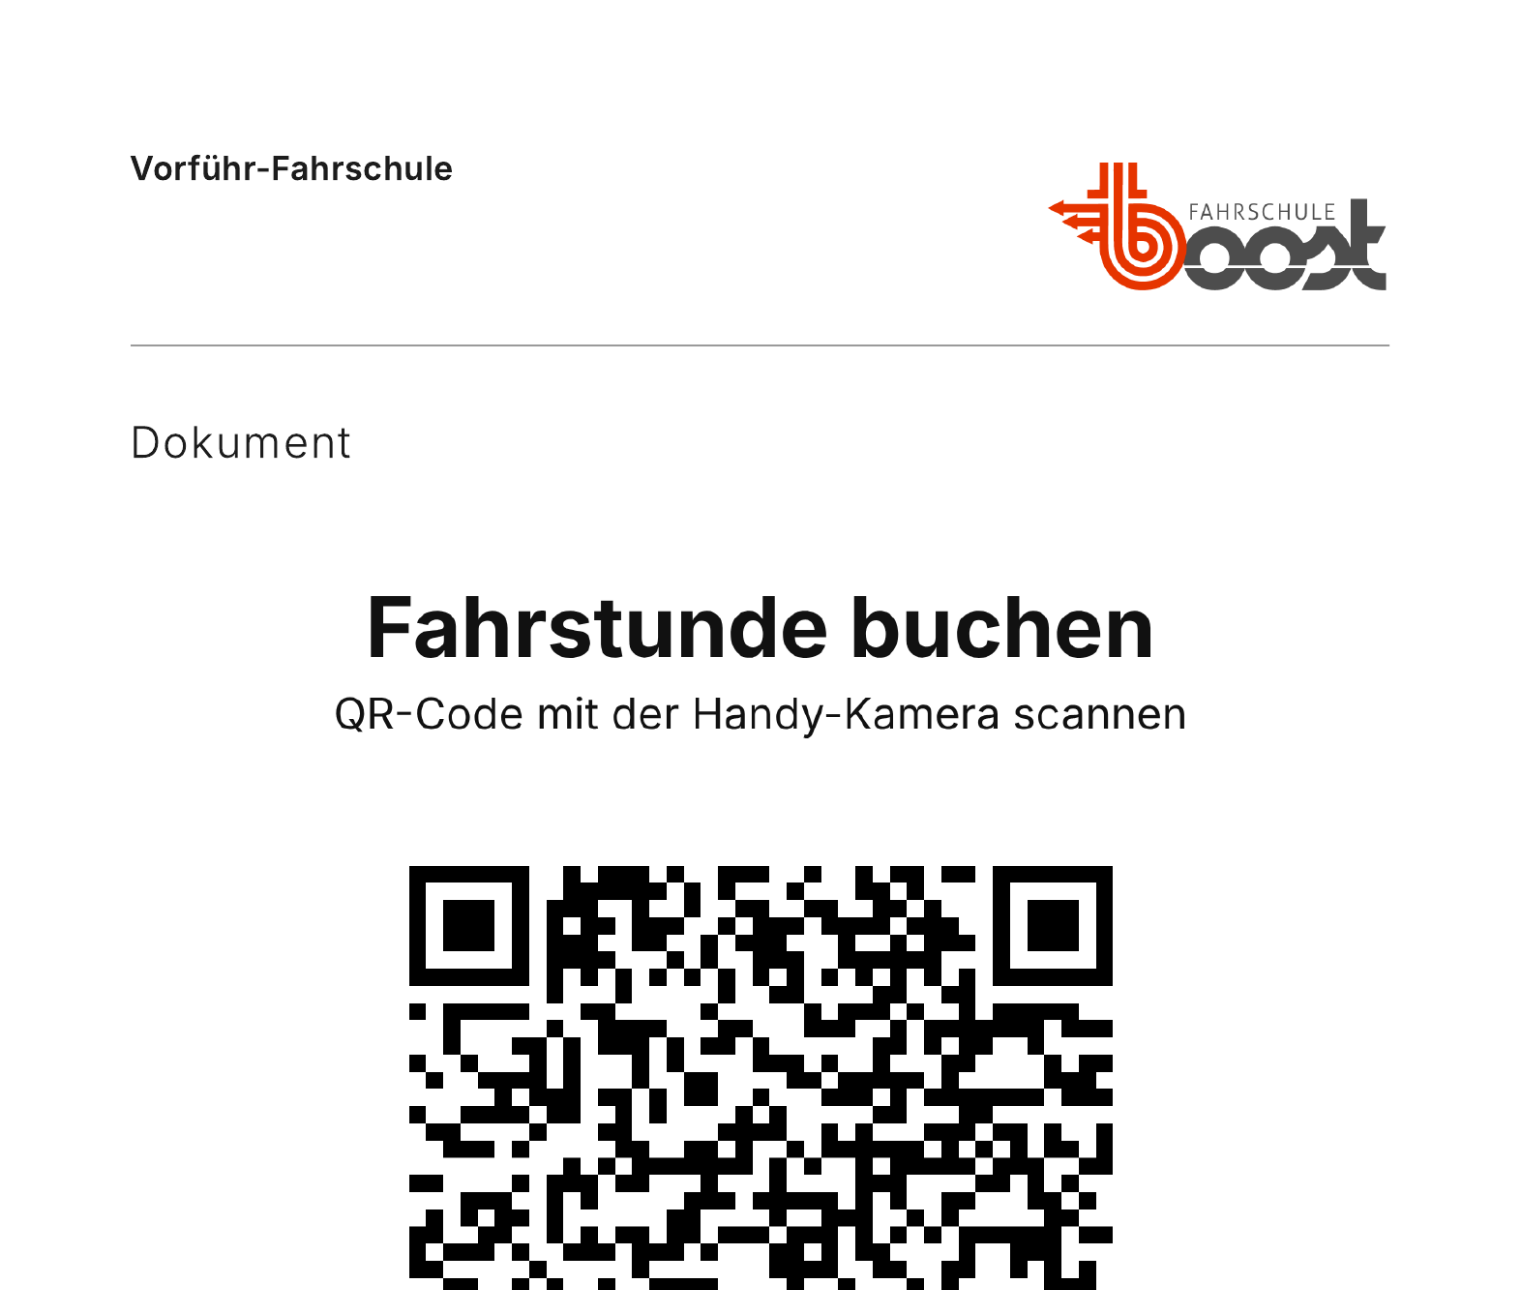 Vorführ-Fahrschule
FAHRSCHULE
boost
Dokument
Fahrstunde buchen
QR-Code mit der Handy-Kamera scannen